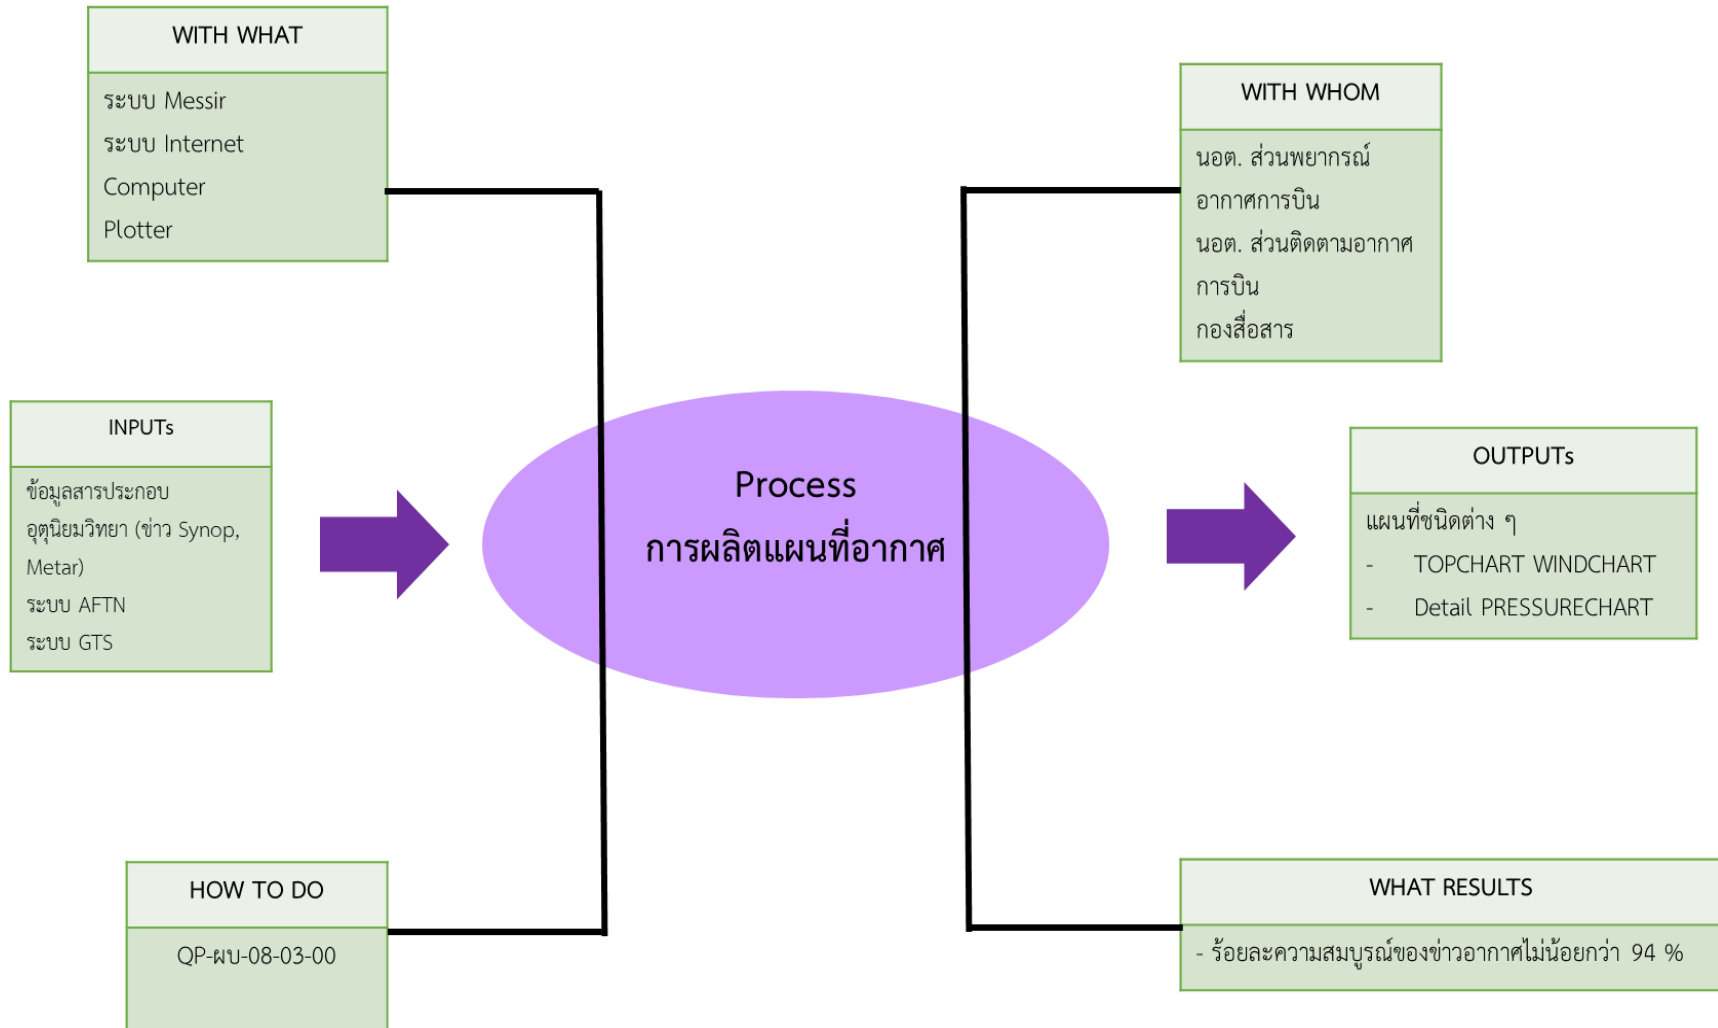 WITH WHAT
ระบบ Messir
ระบบ Internet
Computer
Plotter
WITH WHOM
นอต. ส่วนพยากรณ์
อากาศการบิน
นอต. ส่วนติดตามอากาศ
การบิน
กองสื่อสาร
INPUTs
ข้อมูลสารประกอบ
อุตุนิยมวิทยา (ข่าว Synop,
Metar)
ระบบ AFTN
ระบบ GTS
Process
การผลิตแผนที่อากาศ
OUTPUTs
แผนที่ชนิดต่าง ๆ
- TOPCHART WINDCHART
- Detail PRESSURECHART
HOW TO DO
QP-ผบ-08-03-00
WHAT RESULTS
- ร้อยละความสมบูรณ์ของข่าวอากาศไม่น้อยกว่า 94 %